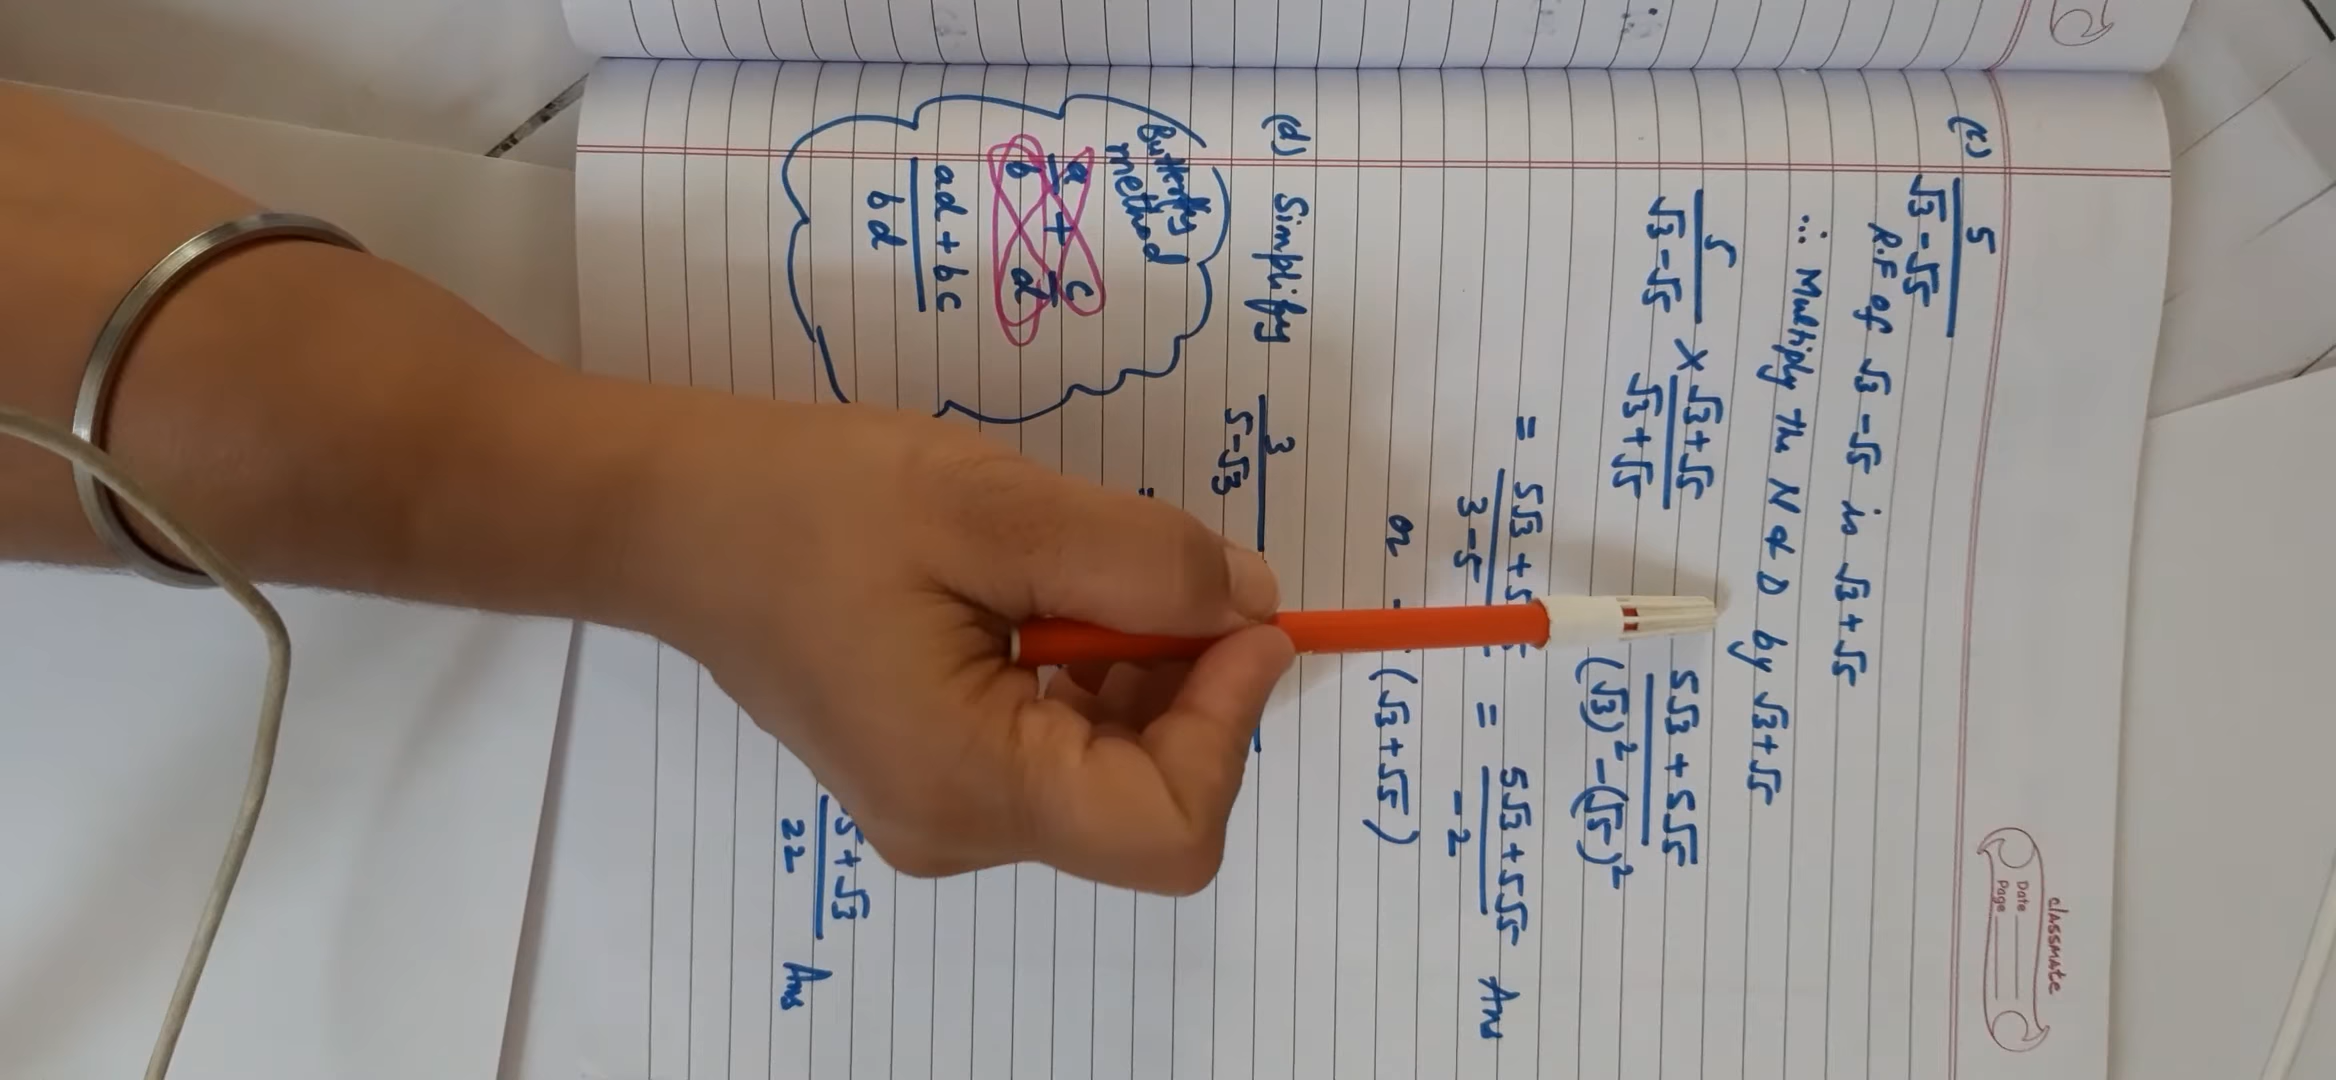 classmate
Date
Page
(c) 5/(√3-√5)
R.F of √3-√5 is √3+√5
∴ Multiply the N & D by √3+√5
5/(√3-√5) × (√3+√5)/(√3+√5) (5√3+5√5)/((√3)²-(√5)²)
= (5√3+5)/(3-5) = (5√3+5√5)/-2 Ans
or - (√3+√5)
(d) Simplify 3/(5-√3)
Butterfly
method
a/b + c/d
(ad+bc)/bd
=
5+√3/22 Ans